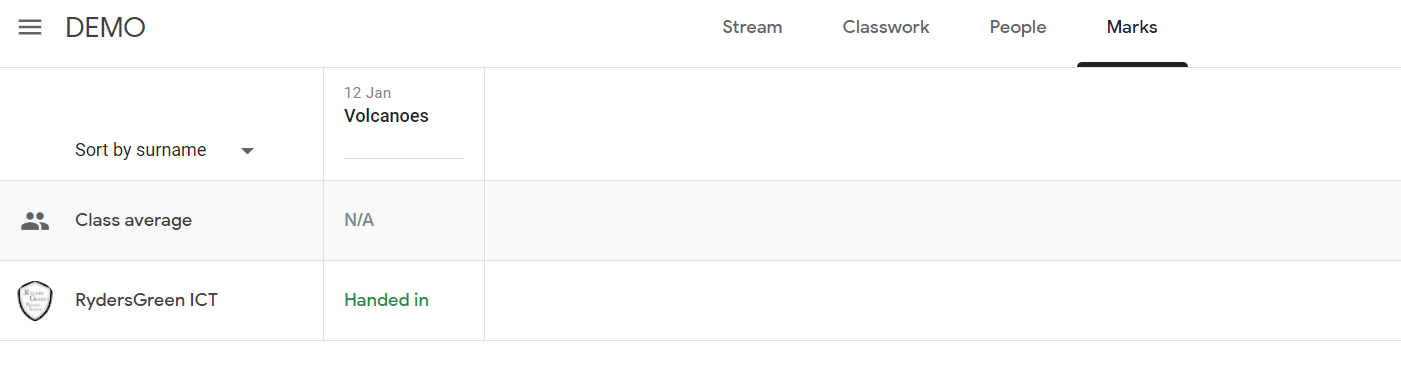 DEMO
Stream
Classwork
People
Marks
12 Jan
Volcanoes
Sort by surname
Class average
N/A
RydersGreen ICT
Handed in